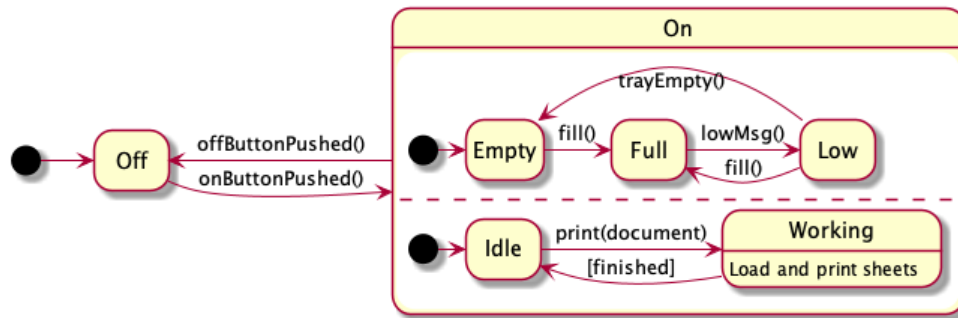 On
trayEmpty()
offButtonPushed()
Empty
fill()
Full
lowMsg()
Low
Off
onButtonPushed()
fill()
Idle
print(document)
Working
[finished]
Load and print sheets